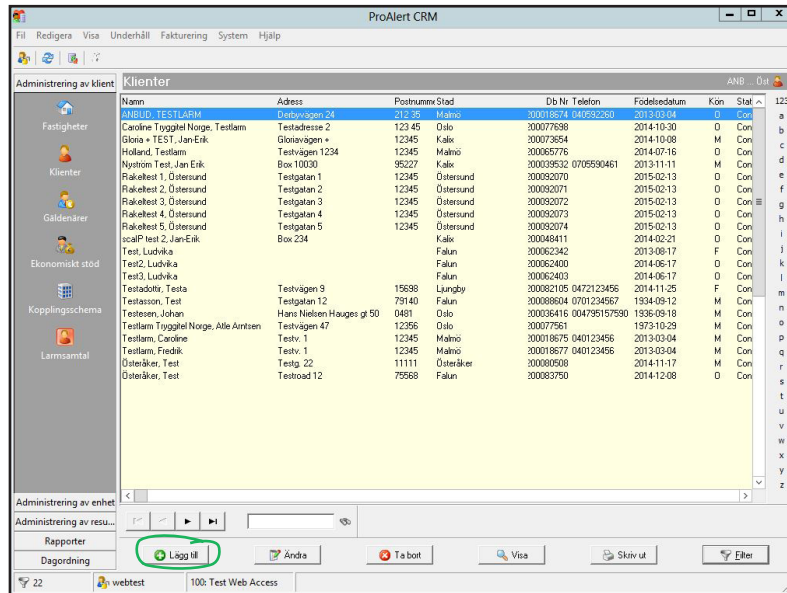 ProAlert CRM
Fil Redigera Visa Underhåll Fakturering System Hjälp
Administrering av klient
Klienter
ANB ... Öst
Fastigheter
Klienter
Gäldenärer
Ekonomiskt stöd
Kopplingsschema
Larmsamtal
Namn Adress Postnumme Stad Db Nr Telefon Födelsedatum Kön Stat
ANBUD, TESTLARM Derbyvägen 24 212 35 Malmö 200018674 040592260 2013-03-04 O Con
Caroline Tryggitel Norge, Testlarm Testadresse 2 123 45 Oslo 200077698 2014-10-30 O Con
Gloria + TEST, Jan-Erik Gloriavägen + 12345 Kalix 200073654 2014-10-08 M Con
Holland, Testlarm Testvägen 1234 12345 Malmö 200065776 2014-07-16 O Con
Nyström Test, Jan Erik Box 10030 95227 Kalix 200039532 0705590461 2013-11-11 M Con
Rakeltest 1, Östersund Testgatan 1 12345 Östersund 200092070 2015-02-13 O Con
Rakeltest 2, Östersund Testgatan 2 12345 Östersund 200092071 2015-02-13 O Con
Rakeltest 3, Östersund Testgatan 3 12345 Östersund 200092072 2015-02-13 O Con
Rakeltest 4, Östersund Testgatan 4 12345 Östersund 200092073 2015-02-13 O Con
Rakeltest 5, Östersund Testgatan 5 12345 Östersund 200092074 2015-02-13 O Con
scalP test 2, Jan-Erik Box 234 Kalix 200048411 2014-02-21 O Con
Test, Ludvika Falun 200062342 2013-08-17 F Con
Test2, Ludvika Falun 200062400 2014-06-17 O Con
Test3, Ludvika Falun 200062403 2014-06-17 O Con
Testadottir, Testa Testvägen 9 15698 Ljungby 200082105 0472123456 2014-11-25 F Con
Testasson, Test Testgatan 12 79140 Falun 200088604 0701234567 1934-09-12 M Con
Testesen, Johan Hans Nielsen Hauges gt 50 0481 Oslo 200036416 004795157590 1936-09-18 M Con
Testlarm Tryggitel Norge, Atle Arntsen Testvägen 47 12356 Oslo 200077561 1973-10-29 M Con
Testlarm, Caroline Testv. 1 12345 Malmö 200018675 040123456 2013-03-04 M Con
Testlarm, Fredrik Testv. 1 12345 Malmö 200018677 040123456 2013-03-04 M Con
Österåker, Test Testg. 22 11111 Österåker 200080508 2014-11-17 M Con
Österåker, Test Testroad 12 75568 Falun 200083750 2014-12-08 O Con
123
a
b
c
d
e
f
g
h
i
j
k
l
m
n
o
p
q
r
s
t
u
v
w
x
y
z
Administrering av enhet
Administrering av resu...
Rapporter
Dagordning
Lägg till Ändra Ta bort Visa Skriv ut Filter
22 webtest 100: Test Web Access